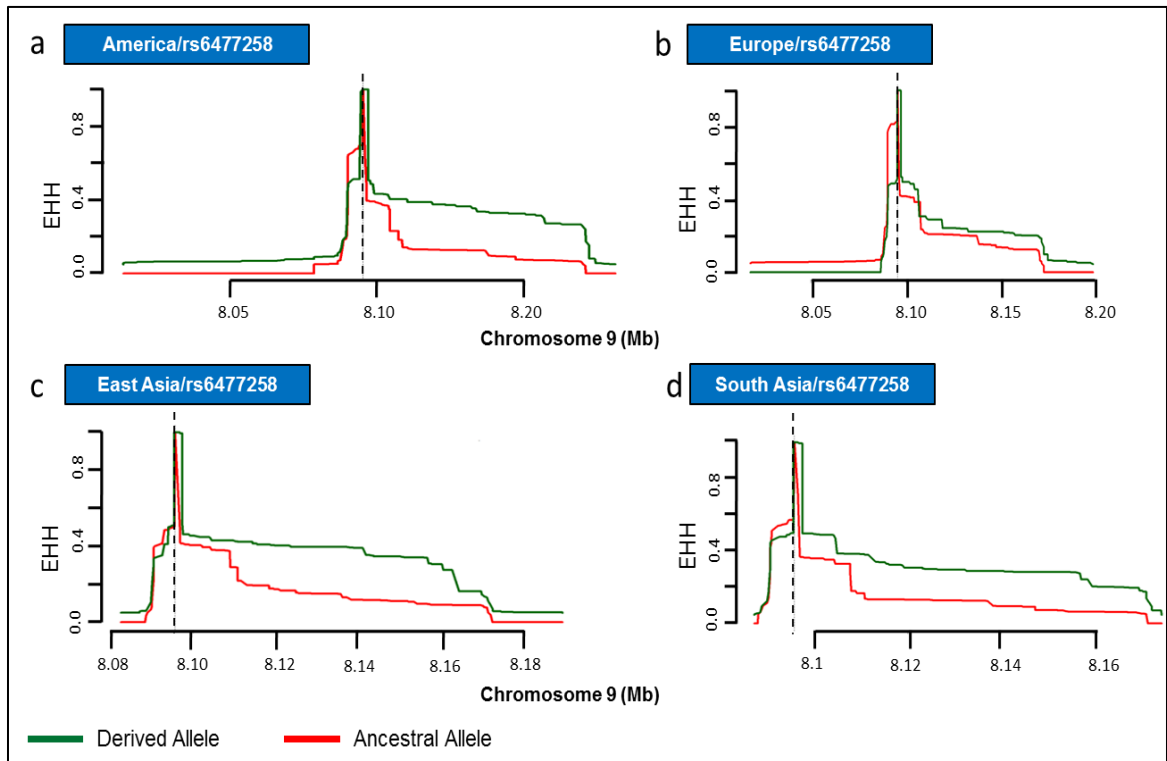 a
America/rs6477258
b
Europe/rs6477258
EHH
0.0 0.4 0.8
8.05 8.10 8.20
EHH
0.0 0.4 0.8
8.05 8.10 8.15 8.20
Chromosome 9 (Mb)
c
East Asia/rs6477258
d
South Asia/rs6477258
EHH
0.0 0.4 0.8
8.08 8.10 8.12 8.14 8.16 8.18
EHH
0.0 0.4 0.8
8.1 8.12 8.14 8.16
Chromosome 9 (Mb)
Derived Allele
Ancestral Allele